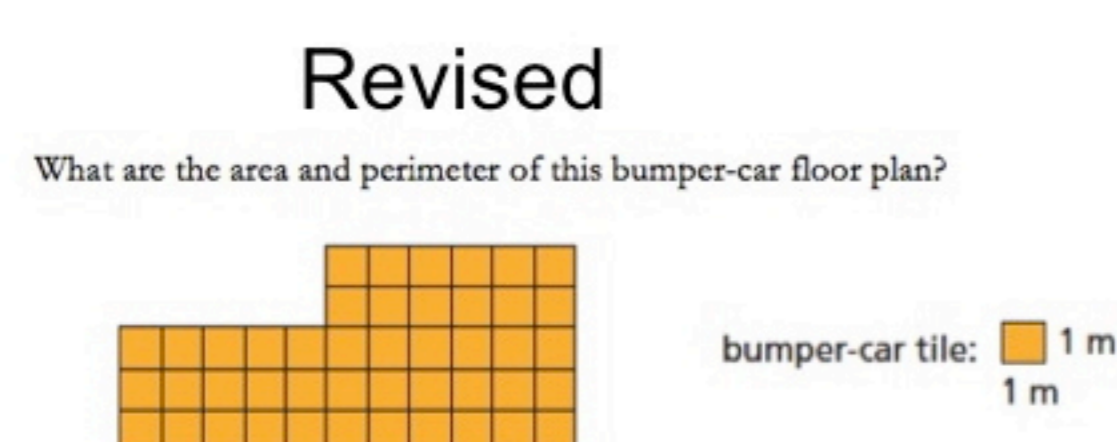 Revised
What are the area and perimeter of this bumper-car floor plan?
bumper-car tile: 1 m
1 m